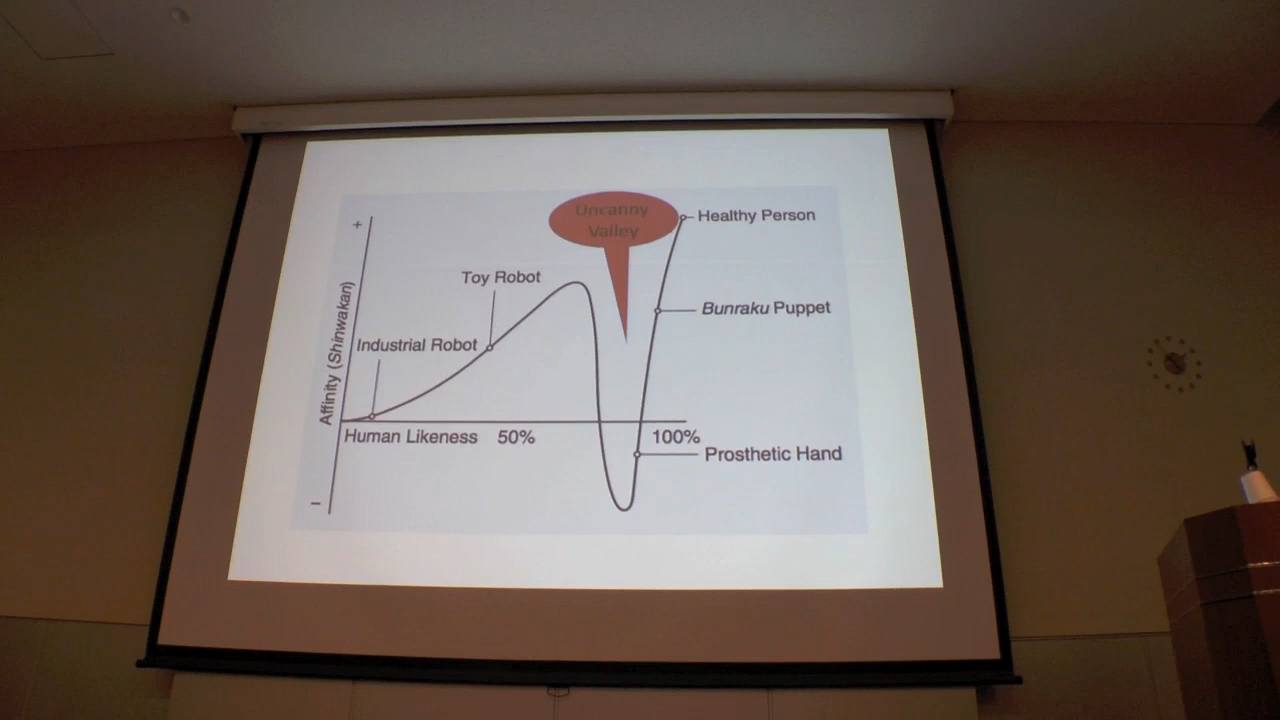 Uncanny
Valley
+
Healthy Person
Toy Robot
Bunraku Puppet
Industrial Robot
Affinity (Shinwakan)
Human Likeness 50% 100%
Prosthetic Hand
−